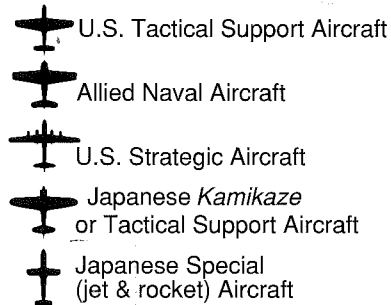 U.S. Tactical Support Aircraft
Allied Naval Aircraft
U.S. Strategic Aircraft
Japanese Kamikaze
or Tactical Support Aircraft
Japanese Special
(jet & rocket) Aircraft